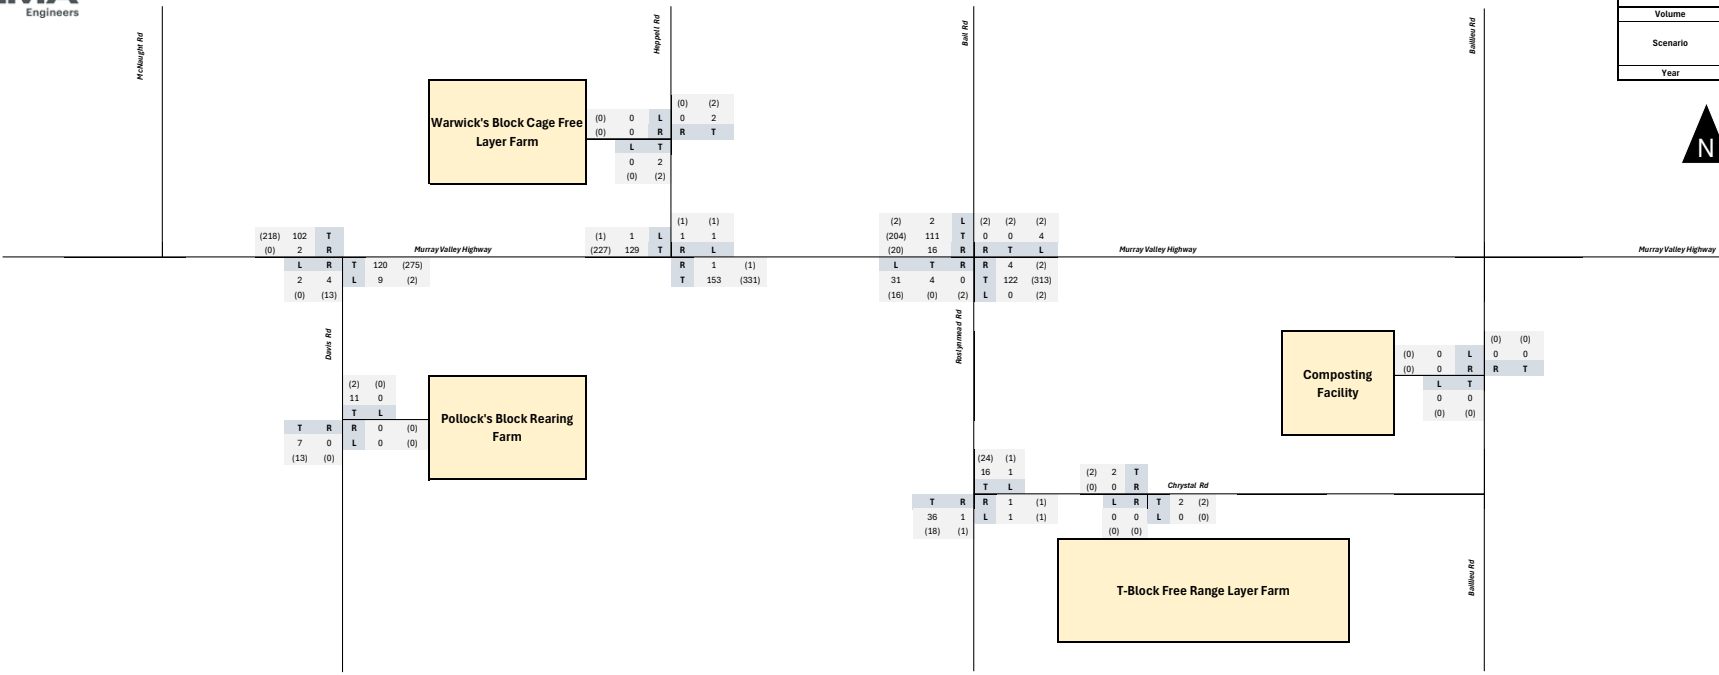 Engineers
Volume
Scenario
Year
N
McNaught Rd
Heppell Rd
Bail Rd
Baillieu Rd
Warwick's Block Cage Free
Layer Farm
(0) (2)
(0) 0 L 0 2
(0) 0 R R T
L T
0 2
(0) (2)
(218) 102 T
(0) 2 R
L R T 120 (275)
2 4 L 9 (2)
(0) (13)
Murray Valley Highway
(1) (1)
(1) 1 L 1 1
(227) 129 T R L
R 1 (1)
T 153 (331)
(2) 2 L (2) (2) (2)
(204) 111 T 0 0 4
(20) 16 R R T L
L T R R 4 (2)
31 4 0 T 122 (313)
(16) (0) (2) L 0 (2)
Murray Valley Highway
Murray Valley Highway
Davis Rd
Roslynmead Rd
(2) (0)
11 0
T L
T R R 0 (0)
7 0 L 0 (0)
(13) (0)
Pollock's Block Rearing
Farm
Composting
Facility
(0) (0)
(0) 0 L 0 0
(0) 0 R R T
L T
0 0
(0) (0)
(24) (1)
16 1
T L
T R R 1 (1)
36 1 L 1 (1)
(18) (1)
(2) 2 T
(0) 0 R
Chrystal Rd
L R T 2 (2)
0 0 L 0 (0)
(0) (0)
T-Block Free Range Layer Farm
Baillieu Rd